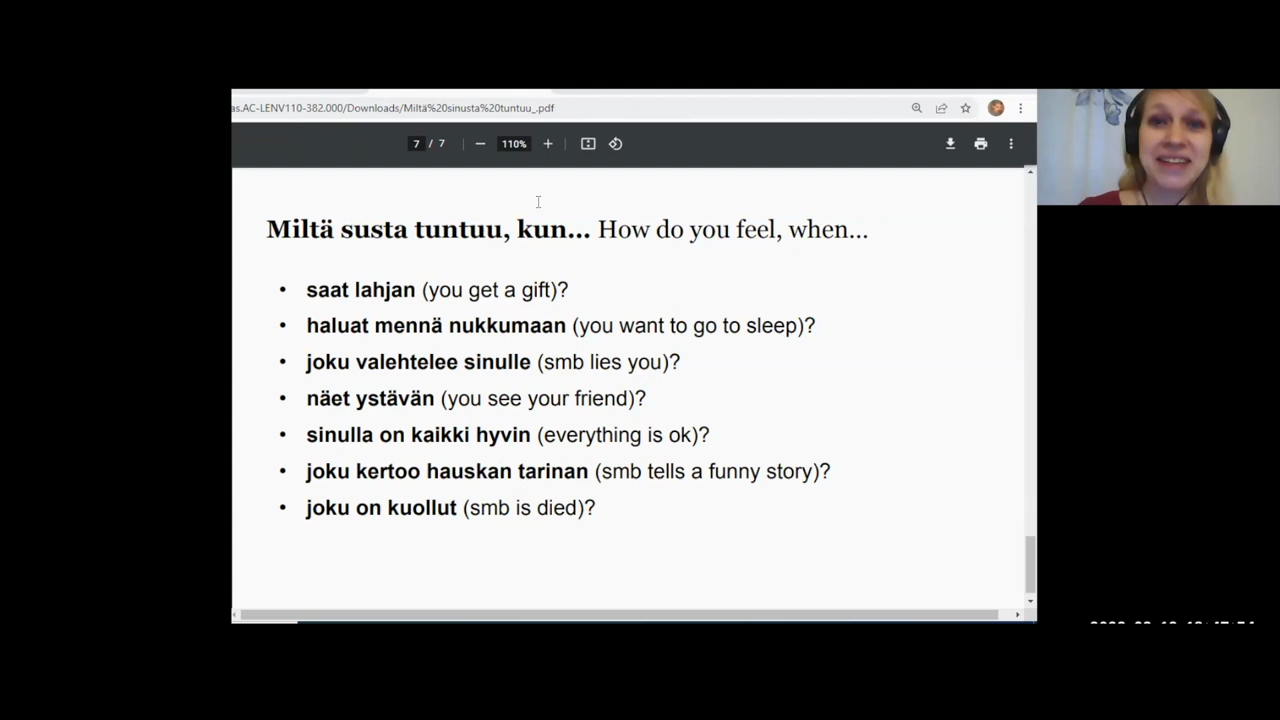 as.AC-LENV110-382.000/Downloads/Miltä%20sinusta%20tuntuu_.pdf
7 / 7
110%
Miltä susta tuntuu, kun... How do you feel, when...
• saat lahjan (you get a gift)?
• haluat mennä nukkumaan (you want to go to sleep)?
• joku valehtelee sinulle (smb lies you)?
• näet ystävän (you see your friend)?
• sinulla on kaikki hyvin (everything is ok)?
• joku kertoo hauskan tarinan (smb tells a funny story)?
• joku on kuollut (smb is died)?